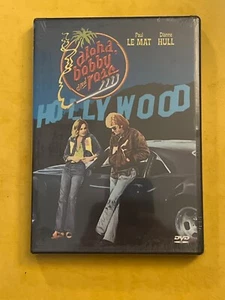 Paul LE MAT
Dianne HULL
aloha,
bobby
and rose
HOLLYWOOD
DVD